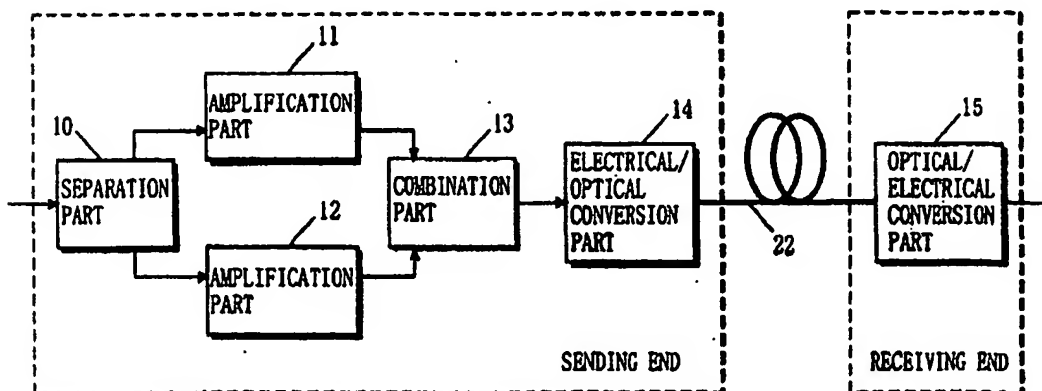 11
AMPLIFICATION
PART
10
SEPARATION
PART
12
AMPLIFICATION
PART
13
COMBINATION
PART
14
ELECTRICAL/
OPTICAL
CONVERSION
PART
22
15
OPTICAL/
ELECTRICAL
CONVERSION
PART
SENDING END
RECEIVING END